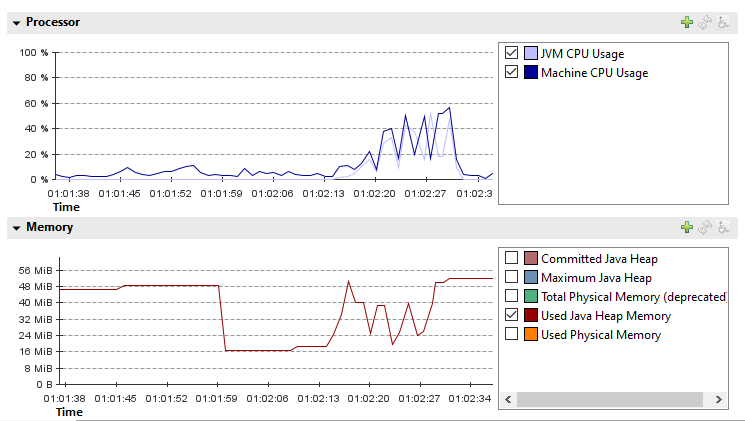 Processor
100 %
80 %
60 %
40 %
20 %
0 %
01:01:38 01:01:45 01:01:52 01:01:59 01:02:06 01:02:13 01:02:20 01:02:27 01:02:3
Time
JVM CPU Usage
Machine CPU Usage
Memory
56 MiB
48 MiB
40 MiB
32 MiB
24 MiB
16 MiB
8 MiB
0 B
01:01:38 01:01:45 01:01:52 01:01:59 01:02:06 01:02:13 01:02:20 01:02:27 01:02:34
Time
Committed Java Heap
Maximum Java Heap
Total Physical Memory (deprecated)
Used Java Heap Memory
Used Physical Memory